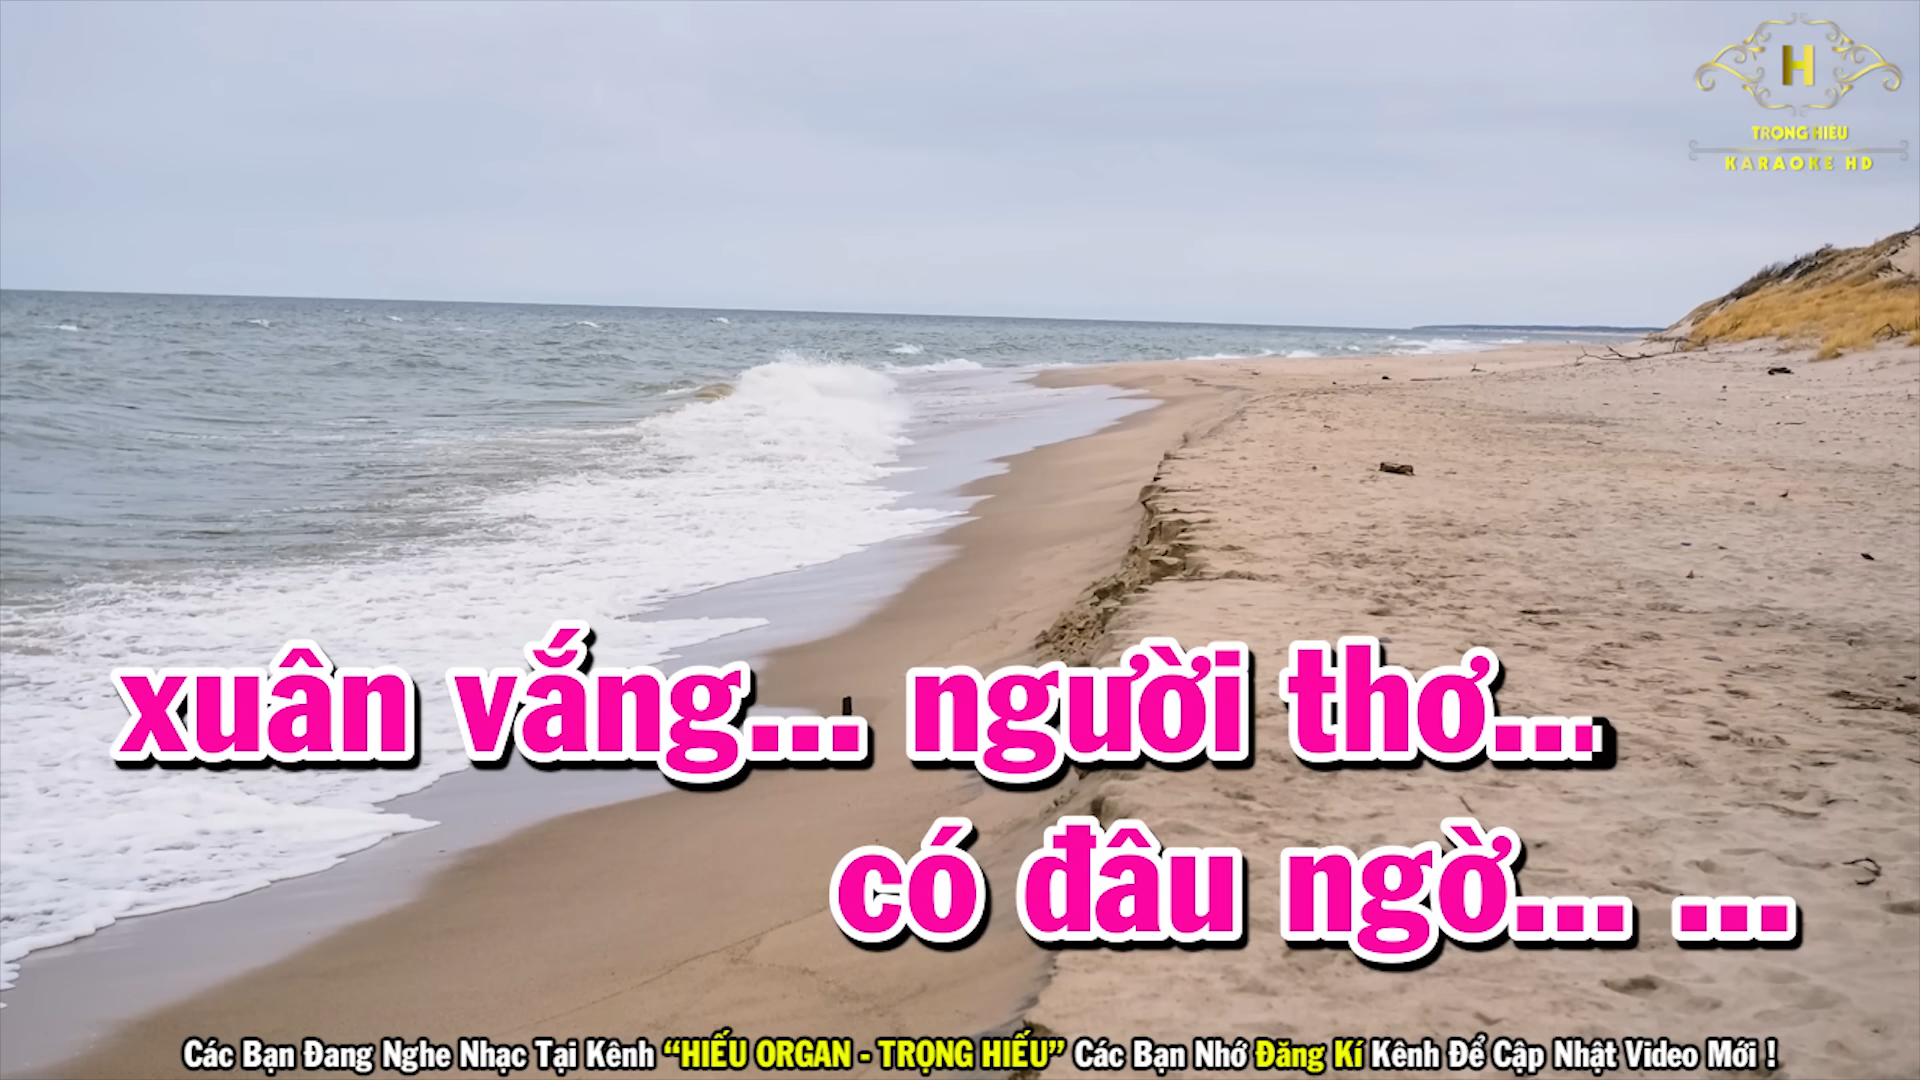 H
TRỌNG HIẾU
KARAOKE HD
xuân vắng... người thơ...
có đâu ngờ... ...
Các Bạn Đang Nghe Nhạc Tại Kênh “HIẾU ORGAN - TRỌNG HIẾU” Các Bạn Nhớ Đăng Kí Kênh Để Cập Nhật Video Mới !